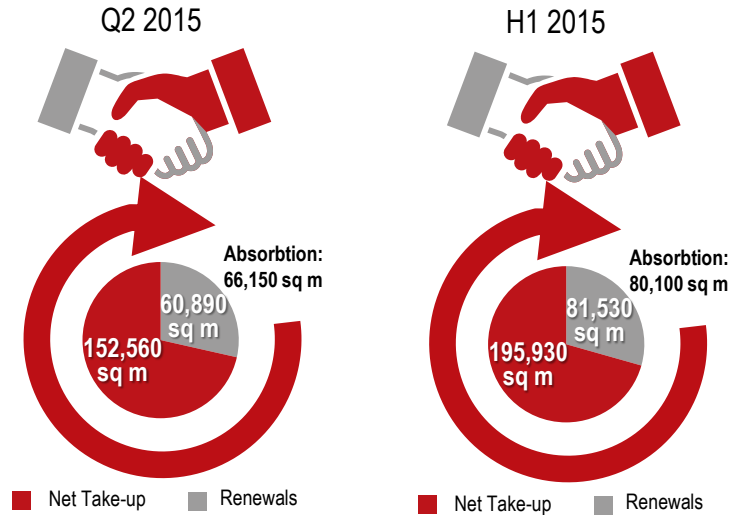 Q2 2015
Absorbtion:
66,150 sq m
60,890
sq m
152,560
sq m
Net Take-up
Renewals
H1 2015
Absorbtion:
80,100 sq m
81,530
sq m
195,930
sq m
Net Take-up
Renewals